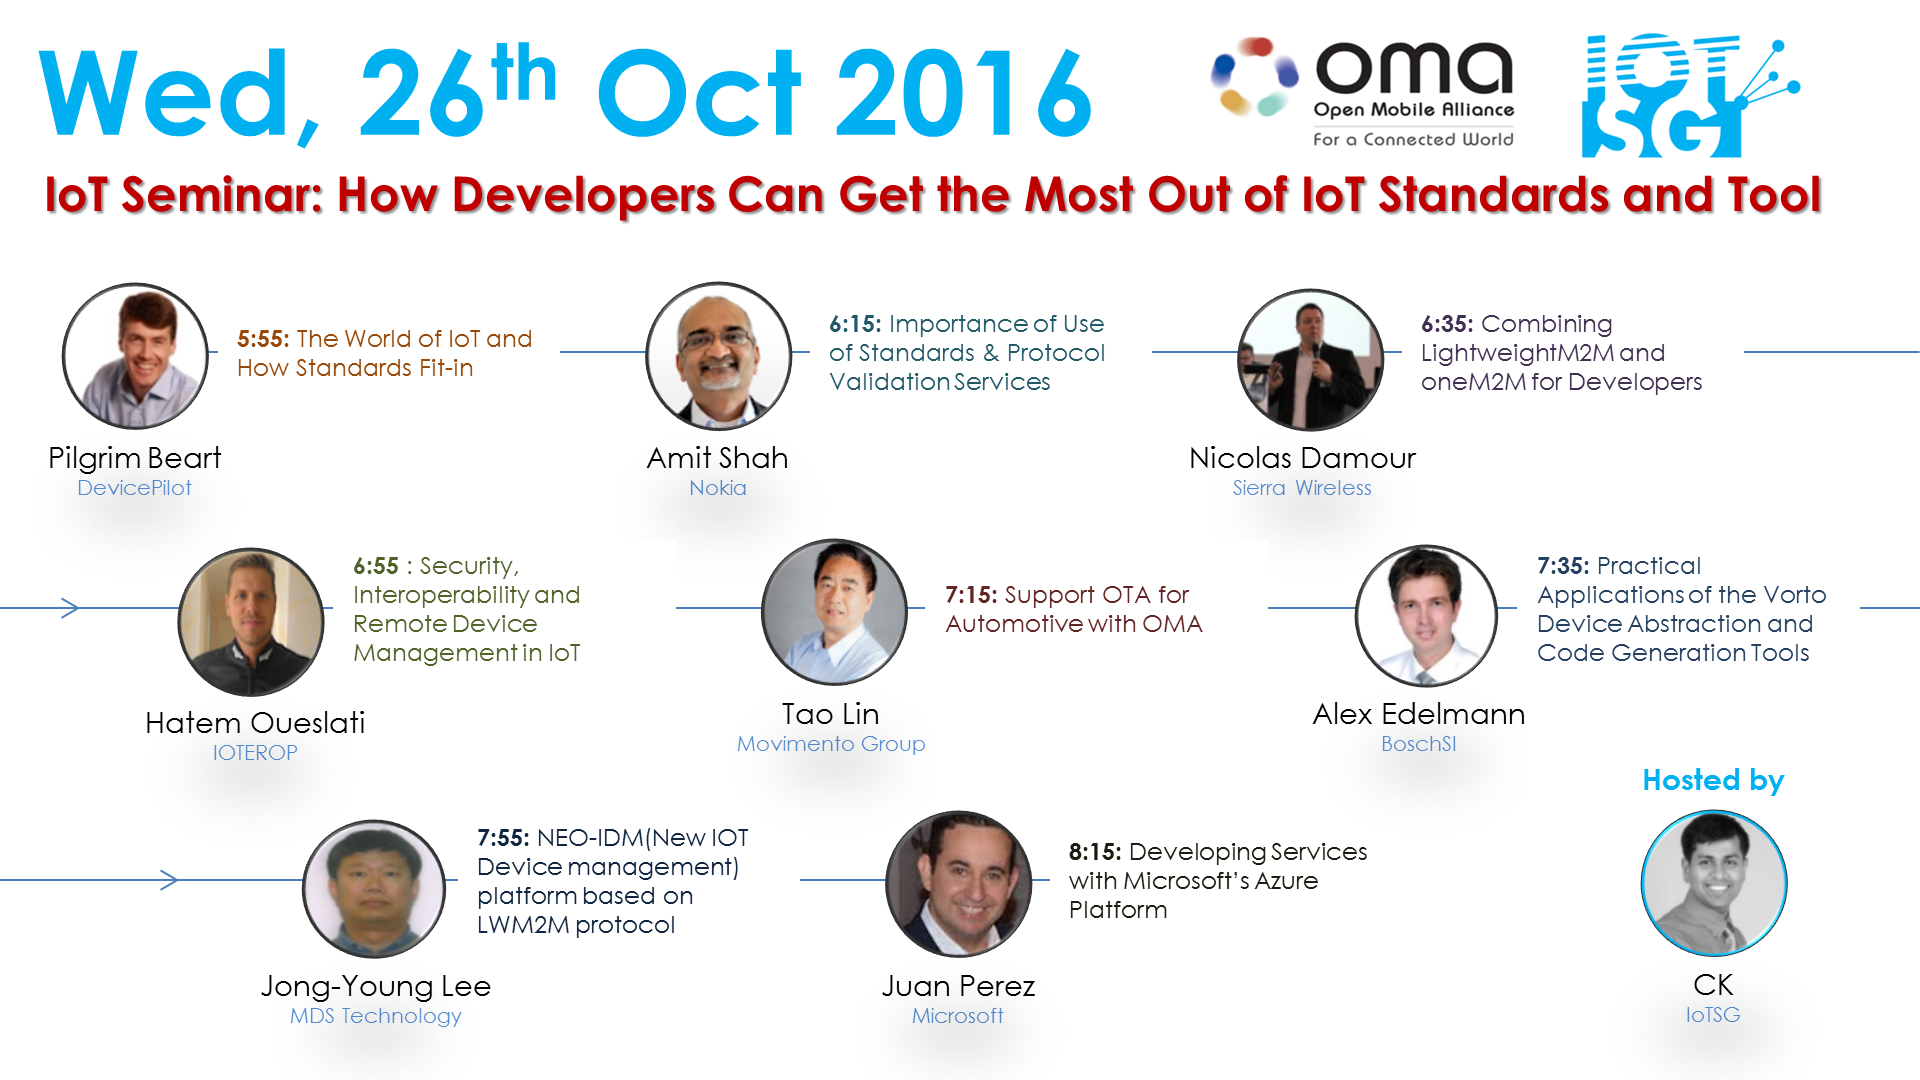 Wed, 26th Oct 2016
oma
Open Mobile Alliance
For a Connected World
IOT
SG
IoT Seminar: How Developers Can Get the Most Out of IoT Standards and Tool
5:55: The World of IoT and
How Standards Fit-in
Pilgrim Beart
DevicePilot
6:15: Importance of Use
of Standards & Protocol
Validation Services
Amit Shah
Nokia
6:35: Combining
LightweightM2M and
oneM2M for Developers
Nicolas Damour
Sierra Wireless
6:55 : Security,
Interoperability and
Remote Device
Management in IoT
Hatem Oueslati
IOTEROP
7:15: Support OTA for
Automotive with OMA
Tao Lin
Movimento Group
7:35: Practical
Applications of the Vorto
Device Abstraction and
Code Generation Tools
Alex Edelmann
BoschSI
7:55: NEO-IDM(New IOT
Device management)
platform based on
LWM2M protocol
Jong-Young Lee
MDS Technology
8:15: Developing Services
with Microsoft's Azure
Platform
Juan Perez
Microsoft
Hosted by
CK
IoTSG